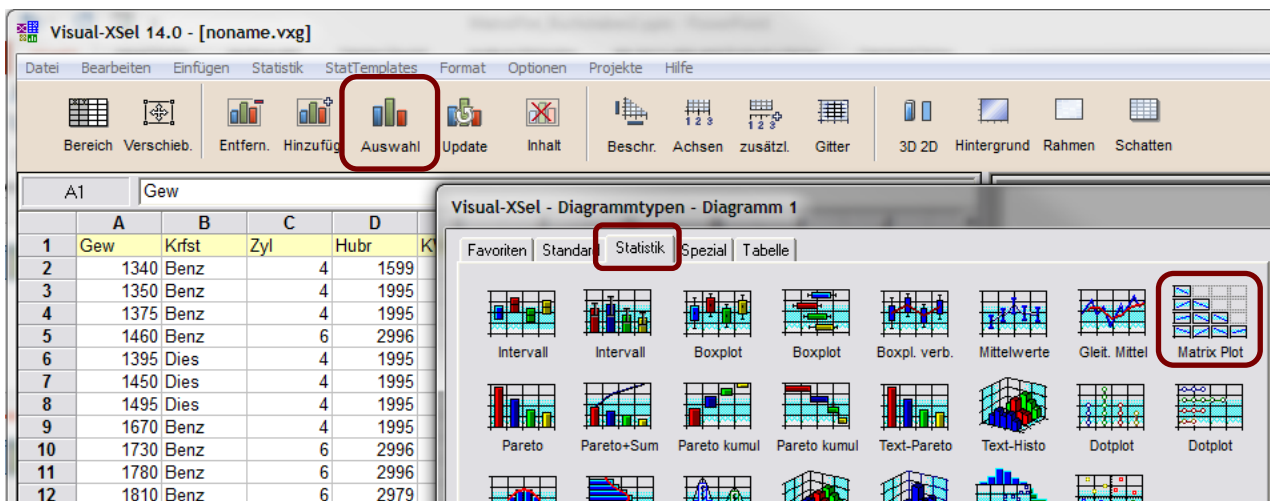 Visual-XSel 14.0 - [noname.vxg]
Datei Bearbeiten Einfügen Statistik StatTemplates Format Optionen Projekte Hilfe
Bereich Verschieb. Entfern. Hinzufüg Auswahl Update Inhalt Beschr. Achsen zusätzl. Gitter 3D 2D Hintergrund Rahmen Schatten
A1 Gew
A B C D
1 Gew Krfst Zyl Hubr
2 1340 Benz 4 1599
3 1350 Benz 4 1995
4 1375 Benz 4 1995
5 1460 Benz 6 2996
6 1395 Dies 4 1995
7 1450 Dies 4 1995
8 1495 Dies 4 1995
9 1670 Benz 4 1995
10 1730 Benz 6 2996
11 1780 Benz 6 2996
12 1810 Benz 6 2979
Visual-XSel - Diagrammtypen - Diagramm 1
Favoriten Standard Statistik Spezial Tabelle
Intervall Intervall Boxplot Boxplot Boxpl. verb. Mittelwerte Gleit. Mittel Matrix Plot
Pareto Pareto+Sum Pareto kumul Pareto kumul Text-Pareto Text-Histo Dotplot Dotplot